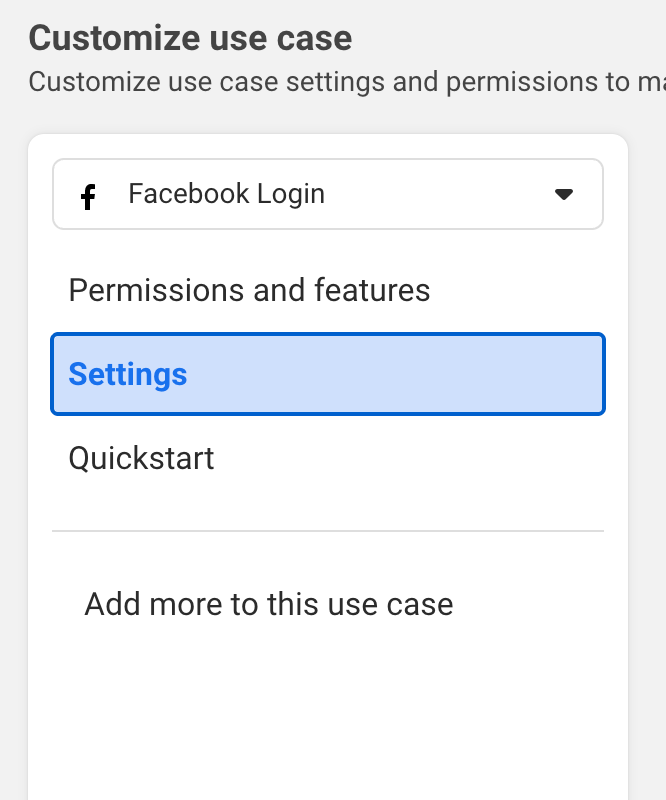 Customize use case
Customize use case settings and permissions to ma
Facebook Login
Permissions and features
Settings
Quickstart
Add more to this use case